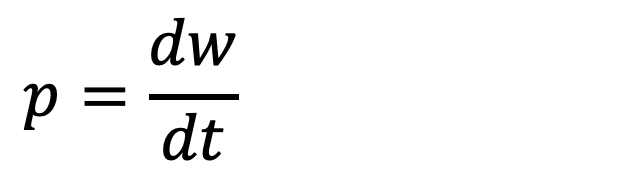 p = dw/dt